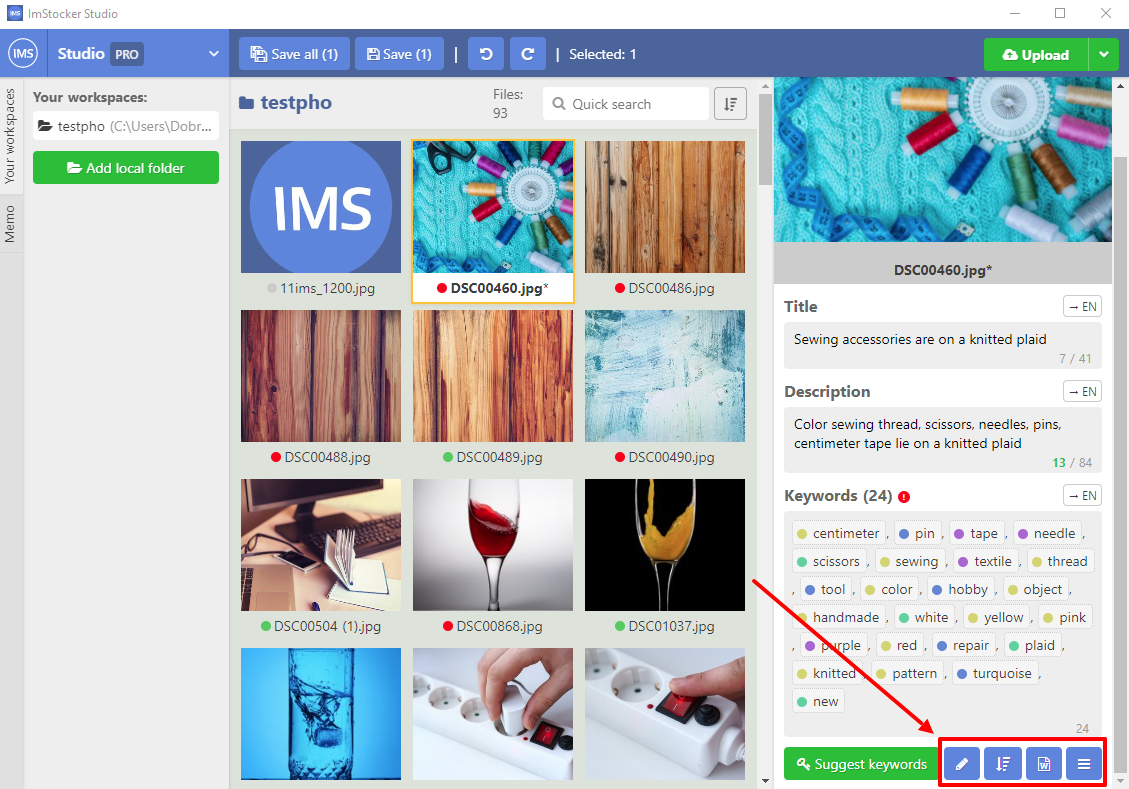 ImStocker Studio
IMS Studio PRO
Save all (1) Save (1) | | Selected: 1
Upload
Your workspaces
Memo
Your workspaces:
testpho (C:\Users\Dobr...
Add local folder
testpho
Files:
93
Quick search
IMS
11ims_1200.jpg
DSC00460.jpg*
DSC00486.jpg
DSC00488.jpg
DSC00489.jpg
DSC00490.jpg
DSC00504 (1).jpg
DSC00868.jpg
DSC01037.jpg
DSC00460.jpg*
Title → EN
Sewing accessories are on a knitted plaid
7 / 41
Description → EN
Color sewing thread, scissors, needles, pins,
centimeter tape lie on a knitted plaid
13 / 84
Keywords (24) ! → EN
centimeter , pin , tape , needle ,
scissors , sewing , textile , thread
, tool , color , hobby , object ,
handmade , white , yellow , pink
, purple , red , repair , plaid ,
knitted , pattern , turquoise ,
new
24
Suggest keywords
W